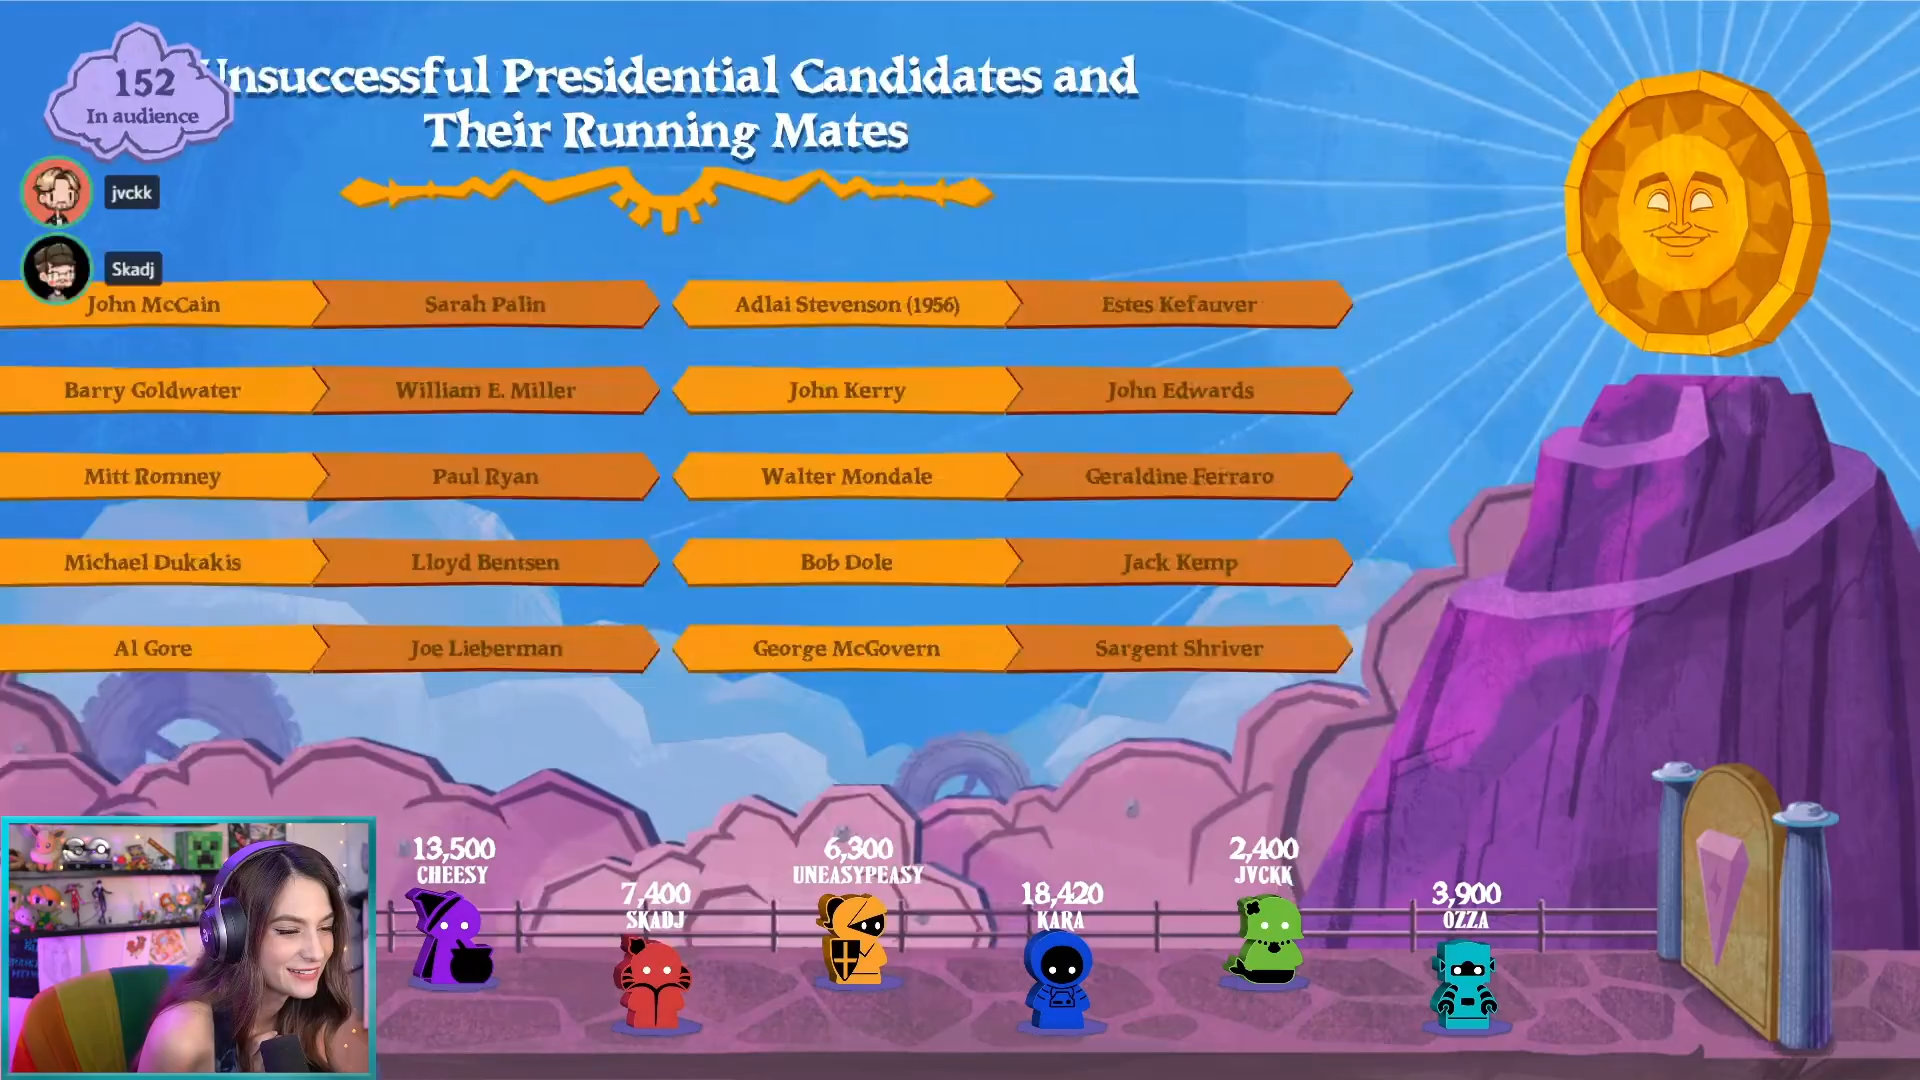 152
In audience
Unsuccessful Presidential Candidates and
Their Running Mates
jvckk
Skadj
John McCain
Sarah Palin
Adlai Stevenson (1956)
Estes Kefauver
Barry Goldwater
William E. Miller
John Kerry
John Edwards
Mitt Romney
Paul Ryan
Walter Mondale
Geraldine Ferraro
Michael Dukakis
Lloyd Bentsen
Bob Dole
Jack Kemp
Al Gore
Joe Lieberman
George McGovern
Sargent Shriver
13,500
CHEESY
7,400
SKADJ
6,300
UNEASYPEASY
18,420
KARA
2,400
JVCKK
3,900
OZZA